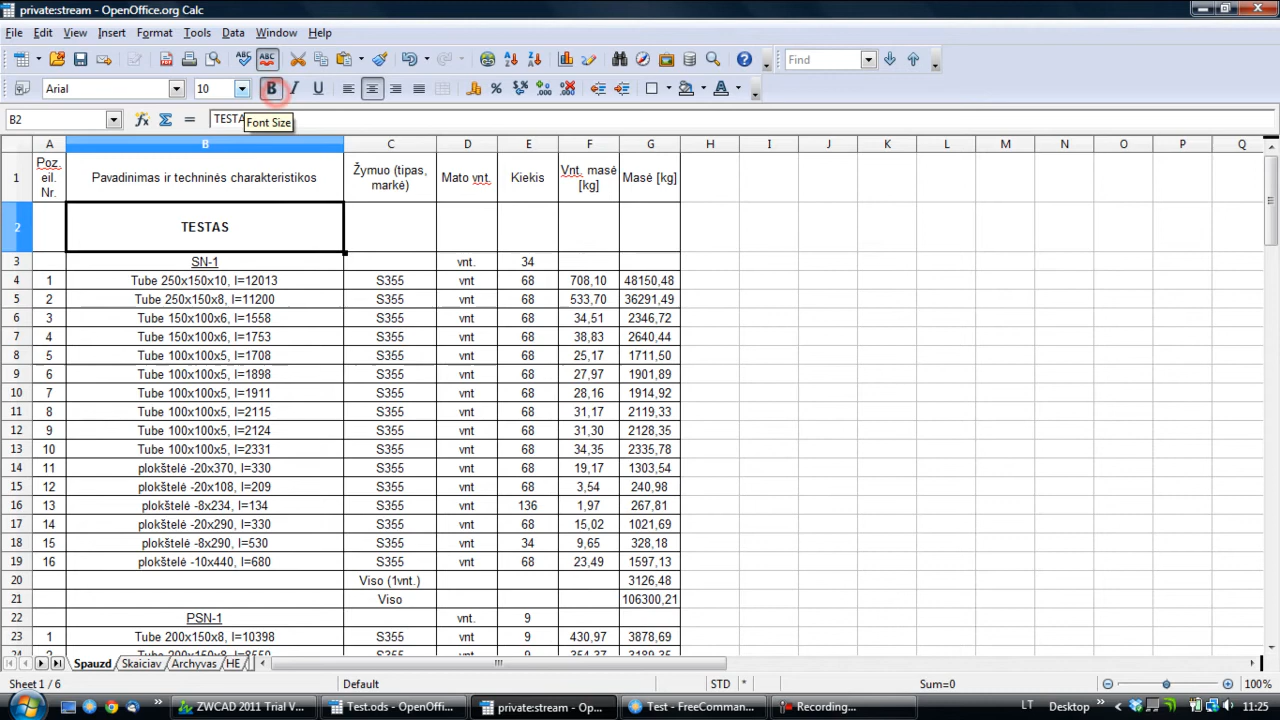 private:stream - OpenOffice.org Calc
File Edit View Insert Format Tools Data Window Help
Find
Arial 10
B2 TESTA
Font Size
A B C D E F G H I J K L M N O P Q
1 Poz. eil. Nr. Pavadinimas ir techninės charakteristikos Žymuo (tipas, markė) Mato vnt. Kiekis Vnt. masė [kg] Masė [kg]
2 TESTAS
3 SN-1 vnt. 34
4 1 Tube 250x150x10, l=12013 S355 vnt 68 708,10 48150,48
5 2 Tube 250x150x8, l=11200 S355 vnt 68 533,70 36291,49
6 3 Tube 150x100x6, l=1558 S355 vnt 68 34,51 2346,72
7 4 Tube 150x100x6, l=1753 S355 vnt 68 38,83 2640,44
8 5 Tube 100x100x5, l=1708 S355 vnt 68 25,17 1711,50
9 6 Tube 100x100x5, l=1898 S355 vnt 68 27,97 1901,89
10 7 Tube 100x100x5, l=1911 S355 vnt 68 28,16 1914,92
11 8 Tube 100x100x5, l=2115 S355 vnt 68 31,17 2119,33
12 9 Tube 100x100x5, l=2124 S355 vnt 68 31,30 2128,35
13 10 Tube 100x100x5, l=2331 S355 vnt 68 34,35 2335,78
14 11 plokštelė -20x370, l=330 S355 vnt 68 19,17 1303,54
15 12 plokštelė -20x108, l=209 S355 vnt 68 3,54 240,98
16 13 plokštelė -8x234, l=134 S355 vnt 136 1,97 267,81
17 14 plokštelė -20x290, l=330 S355 vnt 68 15,02 1021,69
18 15 plokštelė -8x290, l=530 S355 vnt 34 9,65 328,18
19 16 plokštelė -10x440, l=680 S355 vnt 68 23,49 1597,13
20 Viso (1vnt.) 3126,48
21 Viso 106300,21
22 PSN-1 vnt. 9
23 1 Tube 200x150x8, l=10398 S355 vnt 9 430,97 3878,69
Spauzd Skaiciav Archyvas HE
Sheet 1 / 6 Default STD * Sum=0 100%
ZWCAD 2011 Trial V... Test.ods - OpenOffi... private:stream - Op... Test - FreeComman... Recording... LT Desktop 11:25